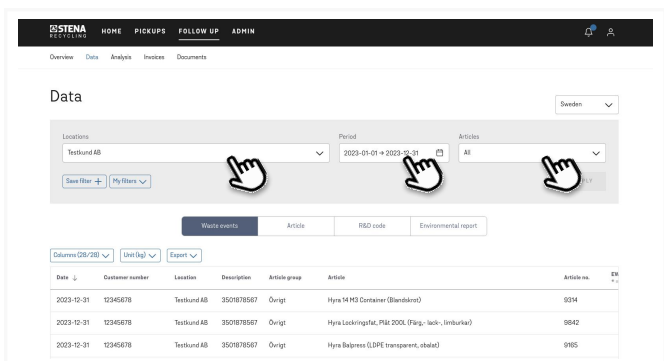 STENA
RECYCLING
HOME PICKUPS FOLLOW UP ADMIN
Overview Data Analysis Invoices Documents
Data
Sweden
Locations Period Articles
Testkund AB 2023-01-01 → 2023-12-31 All
Save filter + My filters
Waste events Article R&D code Environmental report
Columns (28/28) Unit (kg) Export
Date ↓ Customer number Location Description Article group Article Article no.
2023-12-31 12345678 Testkund AB 3501878567 Övrigt Hyra 14 M3 Container (Blandskrot) 9314
2023-12-31 12345678 Testkund AB 3501878567 Övrigt Hyra Lockringsfat, Plåt 200L (Färg,- lack-, limburkar) 9842
2023-12-31 12345678 Testkund AB 3501878567 Övrigt Hyra Balpress (LDPE transparent, obalat) 9165